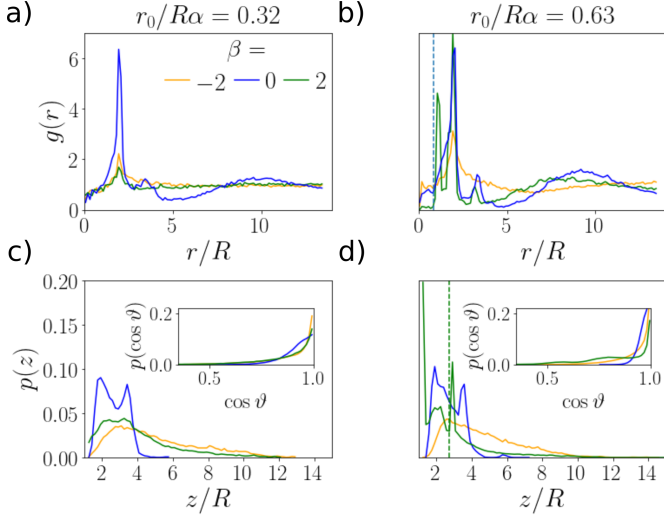 a)
r₀/Rα = 0.32
b)
r₀/Rα = 0.63
β =
−2 0 2
g(r)
6
4
2
0
0 5 10
r/R
0 5 10
r/R
c)
d)
p(z)
0.20
0.15
0.10
0.05
0.00
2 4 6 8 10 12 14
z/R
p(cos ϑ)
0.2
0.0
0.5 1.0
cos ϑ
2 4 6 8 10 12 14
z/R
p(cos ϑ)
0.2
0.0
0.5 1.0
cos ϑ